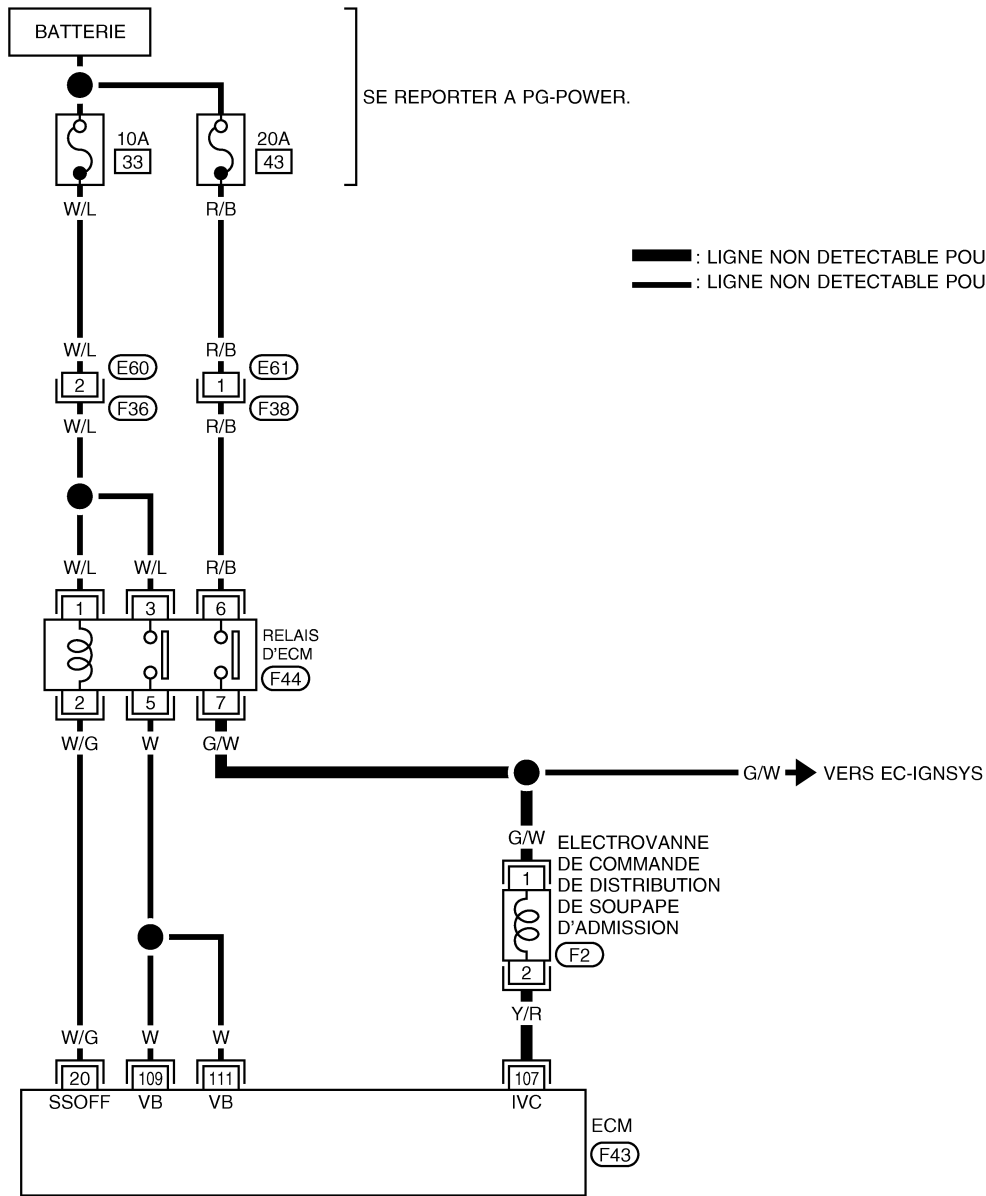 BATTERIE
SE REPORTER A PG-POWER.
10A
33
20A
43
W/L
R/B
: LIGNE NON DETECTABLE POU
: LIGNE NON DETECTABLE POU
W/L
R/B
E60
E61
2
1
F36
F38
W/L
R/B
W/L
W/L
R/B
1
3
6
RELAIS
D'ECM
F44
2
5
7
W/G
W
G/W
G/W
VERS EC-IGNSYS
G/W
ELECTROVANNE
DE COMMANDE
DE DISTRIBUTION
DE SOUPAPE
D'ADMISSION
1
F2
2
Y/R
W/G
W
W
20
109
111
107
SSOFF
VB
VB
IVC
ECM
F43